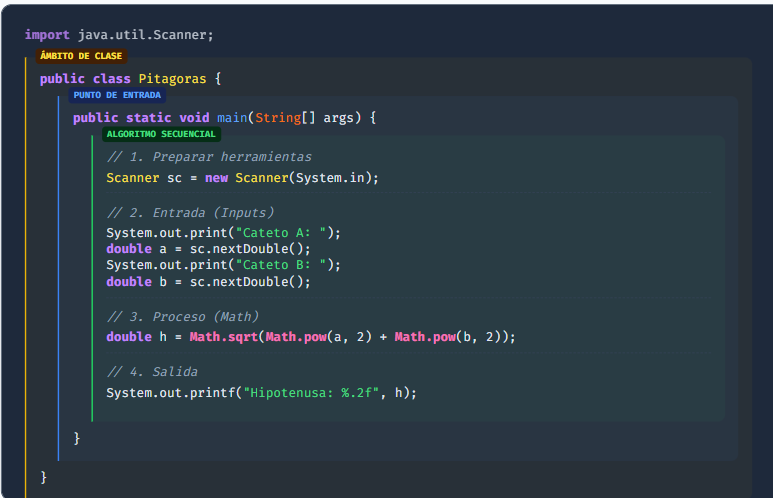 import java.util.Scanner;
ÁMBITO DE CLASE
public class Pitagoras {
PUNTO DE ENTRADA
public static void main(String[] args) {
ALGORITMO SECUENCIAL
// 1. Preparar herramientas
Scanner sc = new Scanner(System.in);
// 2. Entrada (Inputs)
System.out.print("Cateto A: ");
double a = sc.nextDouble();
System.out.print("Cateto B: ");
double b = sc.nextDouble();
// 3. Proceso (Math)
double h = Math.sqrt(Math.pow(a, 2) + Math.pow(b, 2));
// 4. Salida
System.out.printf("Hipotenusa: %.2f", h);
}
}